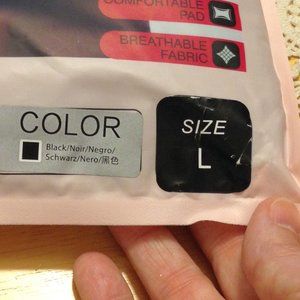 COMFORTABLE
PAD
BREATHABLE
FABRIC
COLOR
Black/Noir/Negro/
Schwarz/Nero/黑色
SIZE
L